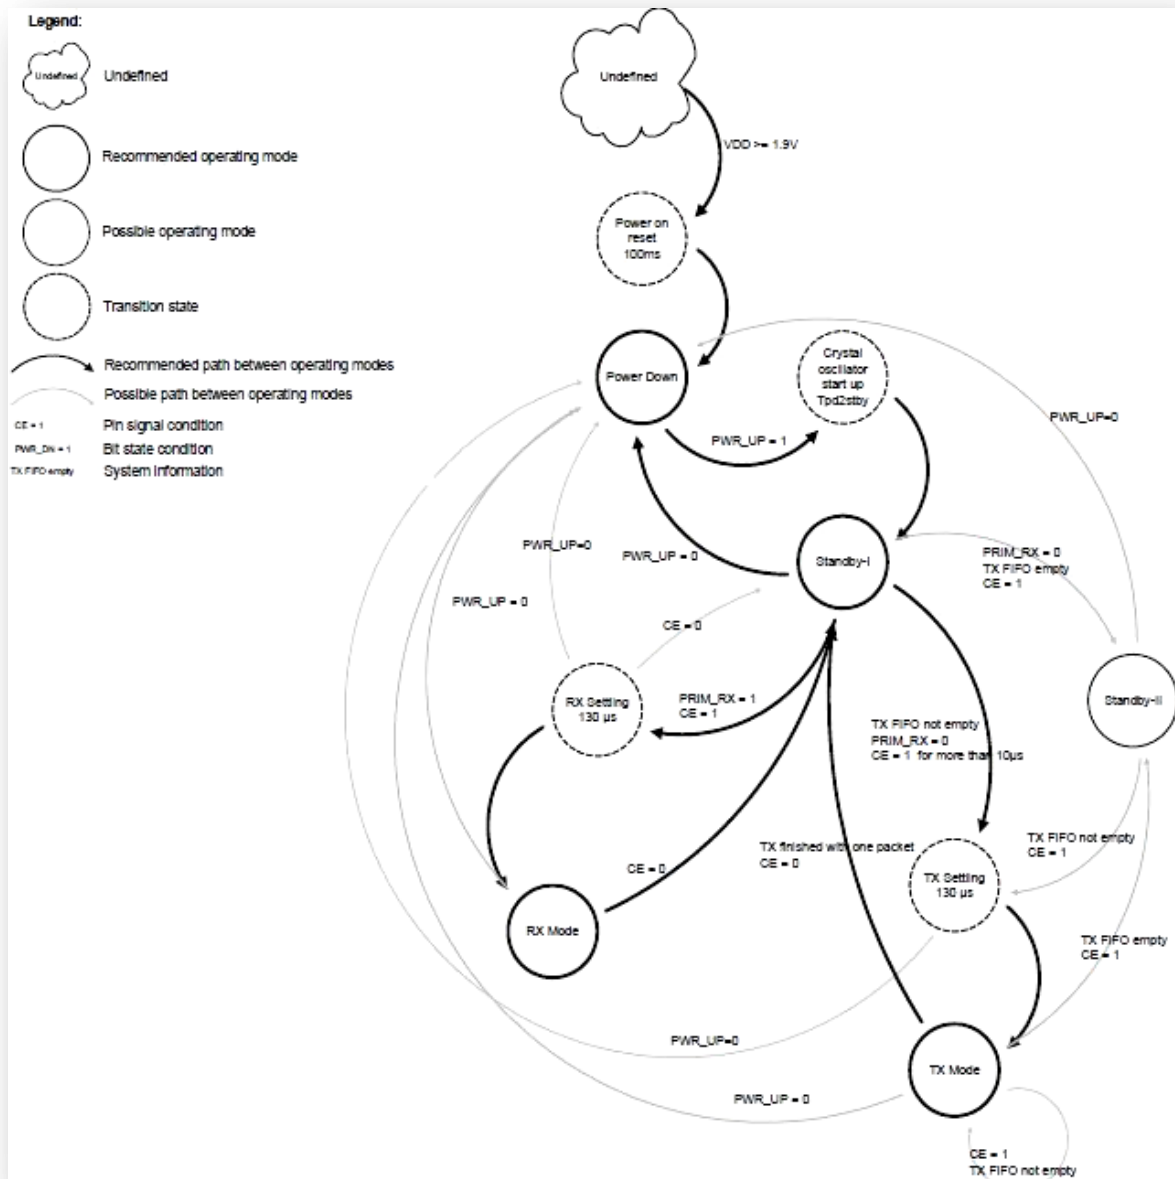 Legend:
Undefined
Undefined
Recommended operating mode
Possible operating mode
Transition state
Recommended path between operating modes
Possible path between operating modes
CE = 1
Pin signal condition
PWR_DN = 1
Bit state condition
TX FIFO empty
System information
Undefined
VDD >= 1.9V
Power on
reset
100ms
Power Down
Crystal
oscillator
start up
Tpd2stby
PWR_UP = 1
PWR_UP=0
PWR_UP=0
PWR_UP = 0
Standby-I
PRIM_RX = 0
TX FIFO empty
CE = 1
PWR_UP = 0
CE = 0
RX Settling
130 µs
PRIM_RX = 1
CE = 1
Standby-II
TX FIFO not empty
PRIM_RX = 0
CE = 1 for more than 10µs
TX finished with one packet
CE = 0
TX FIFO not empty
CE = 1
CE = 0
TX Settling
130 µs
RX Mode
TX FIFO empty
CE = 1
PWR_UP=0
TX Mode
PWR_UP = 0
CE = 1
TX FIFO not empty